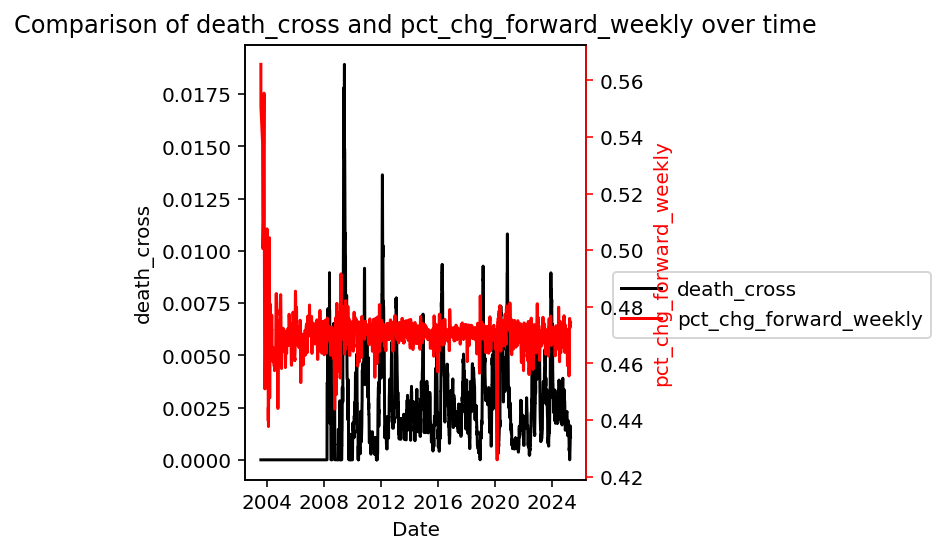 Comparison of death_cross and pct_chg_forward_weekly over time
death_cross
0.0175
0.0150
0.0125
0.0100
0.0075
0.0050
0.0025
0.0000
0.56
0.54
0.52
0.50
0.48
0.46
0.44
0.42
pct_chg_forward_weekly
death_cross
pct_chg_forward_weekly
2004 2008 2012 2016 2020 2024
Date